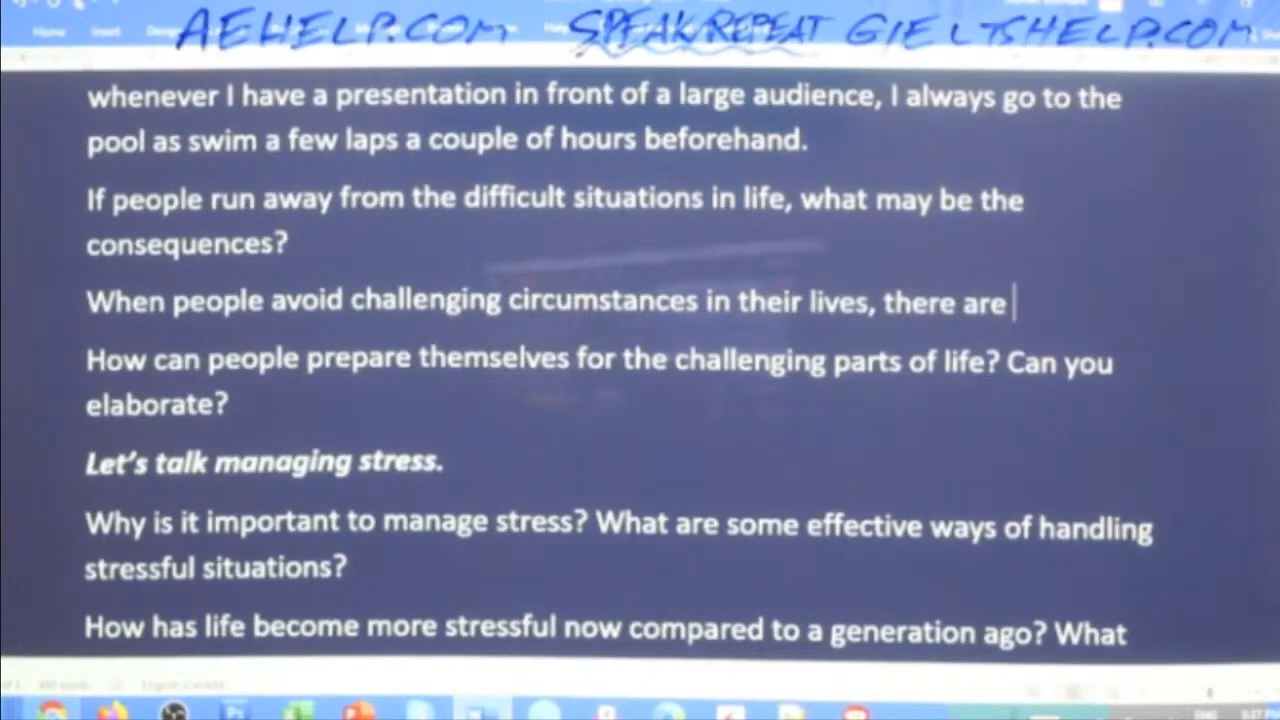 AEHELP.COM SPEAK REPEAT GIELTSHELP.COM
whenever I have a presentation in front of a large audience, I always go to the
pool as swim a few laps a couple of hours beforehand.
If people run away from the difficult situations in life, what may be the
consequences?
When people avoid challenging circumstances in their lives, there are
How can people prepare themselves for the challenging parts of life? Can you
elaborate?
Let's talk managing stress.
Why is it important to manage stress? What are some effective ways of handling
stressful situations?
How has life become more stressful now compared to a generation ago? What